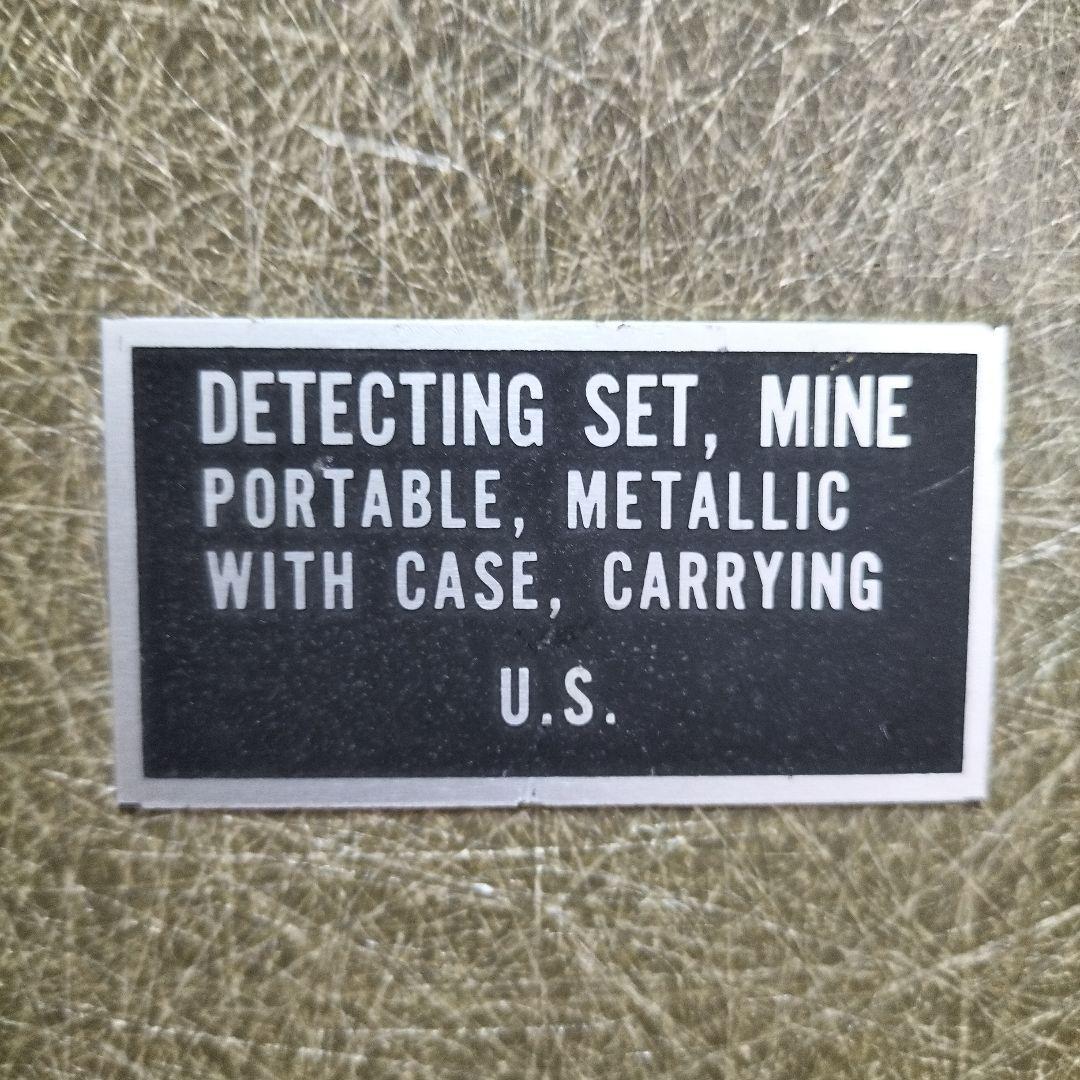 DETECTING SET, MINE
PORTABLE, METALLIC
WITH CASE, CARRYING
U.S.